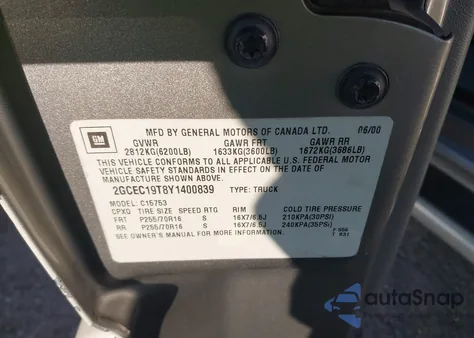 GM
MFD BY GENERAL MOTORS OF CANADA LTD. 06/00
GVWR GAWR FRT GAWR RR
2812KG(6200LB) 1633KG(3600LB) 1672KG(3686LB)
THIS VEHICLE CONFORMS TO ALL APPLICABLE U.S. FEDERAL MOTOR
VEHICLE SAFETY STANDARDS IN EFFECT ON THE DATE OF
MANUFACTURE SHOWN ABOVE.
2GCEC19T8Y1400839 TYPE: TRUCK
MODEL: C15753
CPXQ TIRE SIZE SPEED RTG RIM COLD TIRE PRESSURE
FRT P255/70R16 S 16X7/6.5J 210KPA(30PSI)
RR P255/70R16 S 16X7/6.5J 240KPA(35PSI)
SEE OWNER'S MANUAL FOR MORE INFORMATION.
autoSnap